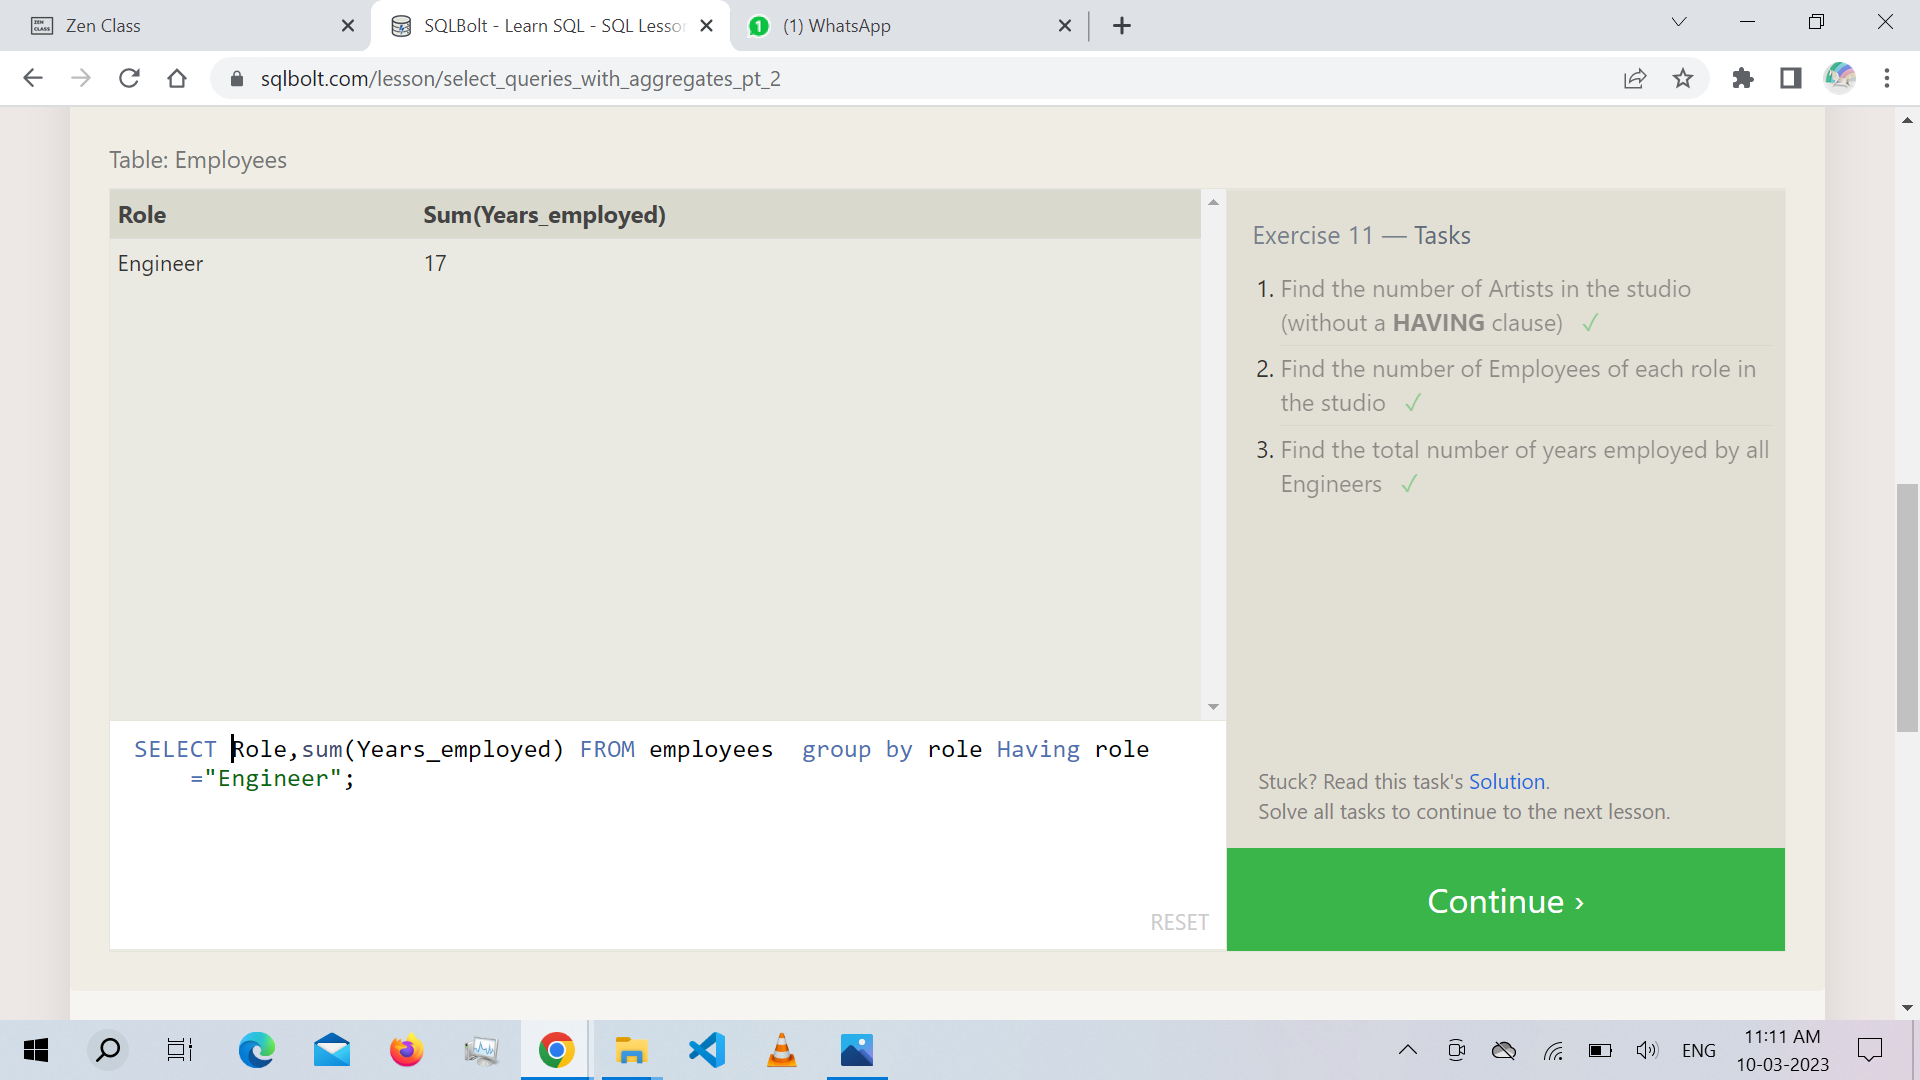 ZEN CLASS Zen Class
SQLBolt - Learn SQL - SQL Lesso
1 (1) WhatsApp
sqlbolt.com/lesson/select_queries_with_aggregates_pt_2
Table: Employees
Role Sum(Years_employed)
Engineer 17
SELECT Role,sum(Years_employed) FROM employees  group by role Having role
="Engineer";
RESET
Exercise 11 — Tasks
1. Find the number of Artists in the studio
(without a HAVING clause) ✓
2. Find the number of Employees of each role in
the studio ✓
3. Find the total number of years employed by all
Engineers ✓
Stuck? Read this task's Solution.
Solve all tasks to continue to the next lesson.
Continue ›
ENG
11:11 AM
10-03-2023